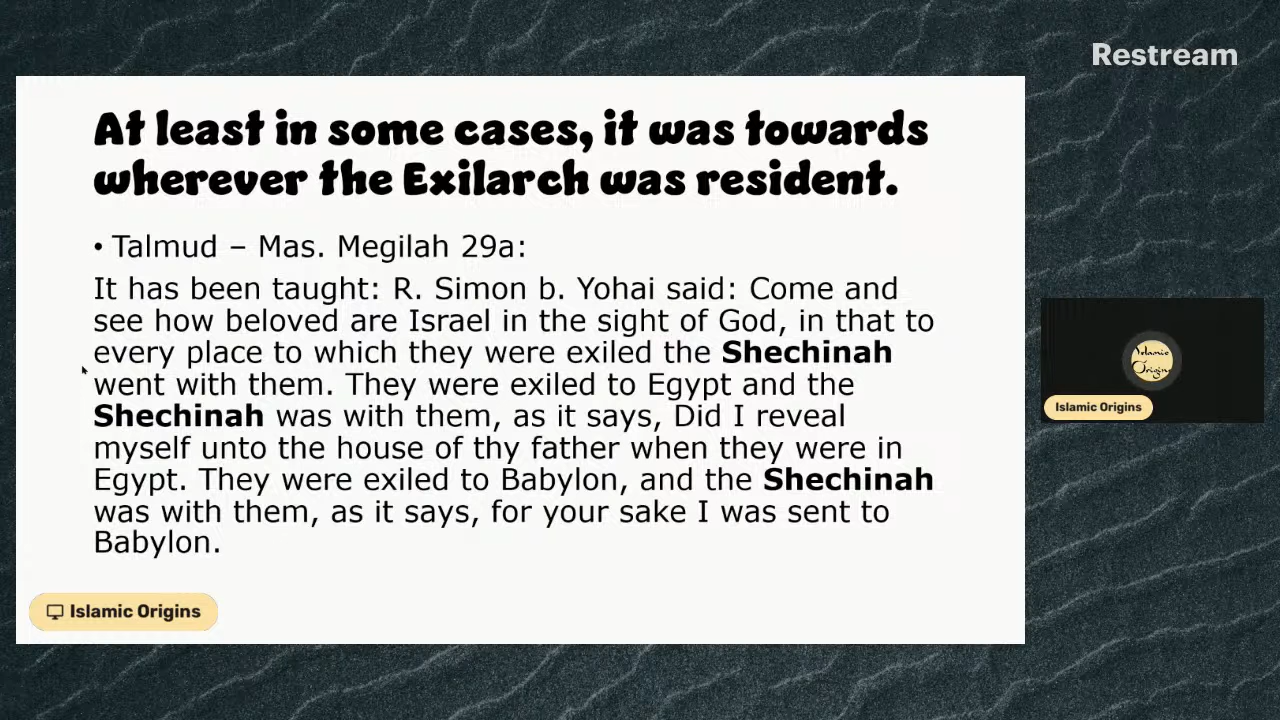 Restream
At least in some cases, it was towards
wherever the Exilarch was resident.
• Talmud – Mas. Megilah 29a:
It has been taught: R. Simon b. Yohai said: Come and
see how beloved are Israel in the sight of God, in that to
every place to which they were exiled the Shechinah
went with them. They were exiled to Egypt and the
Shechinah was with them, as it says, Did I reveal
myself unto the house of thy father when they were in
Egypt. They were exiled to Babylon, and the Shechinah
was with them, as it says, for your sake I was sent to
Babylon.
Islamic Origins
Islamic
Origins
Islamic Origins